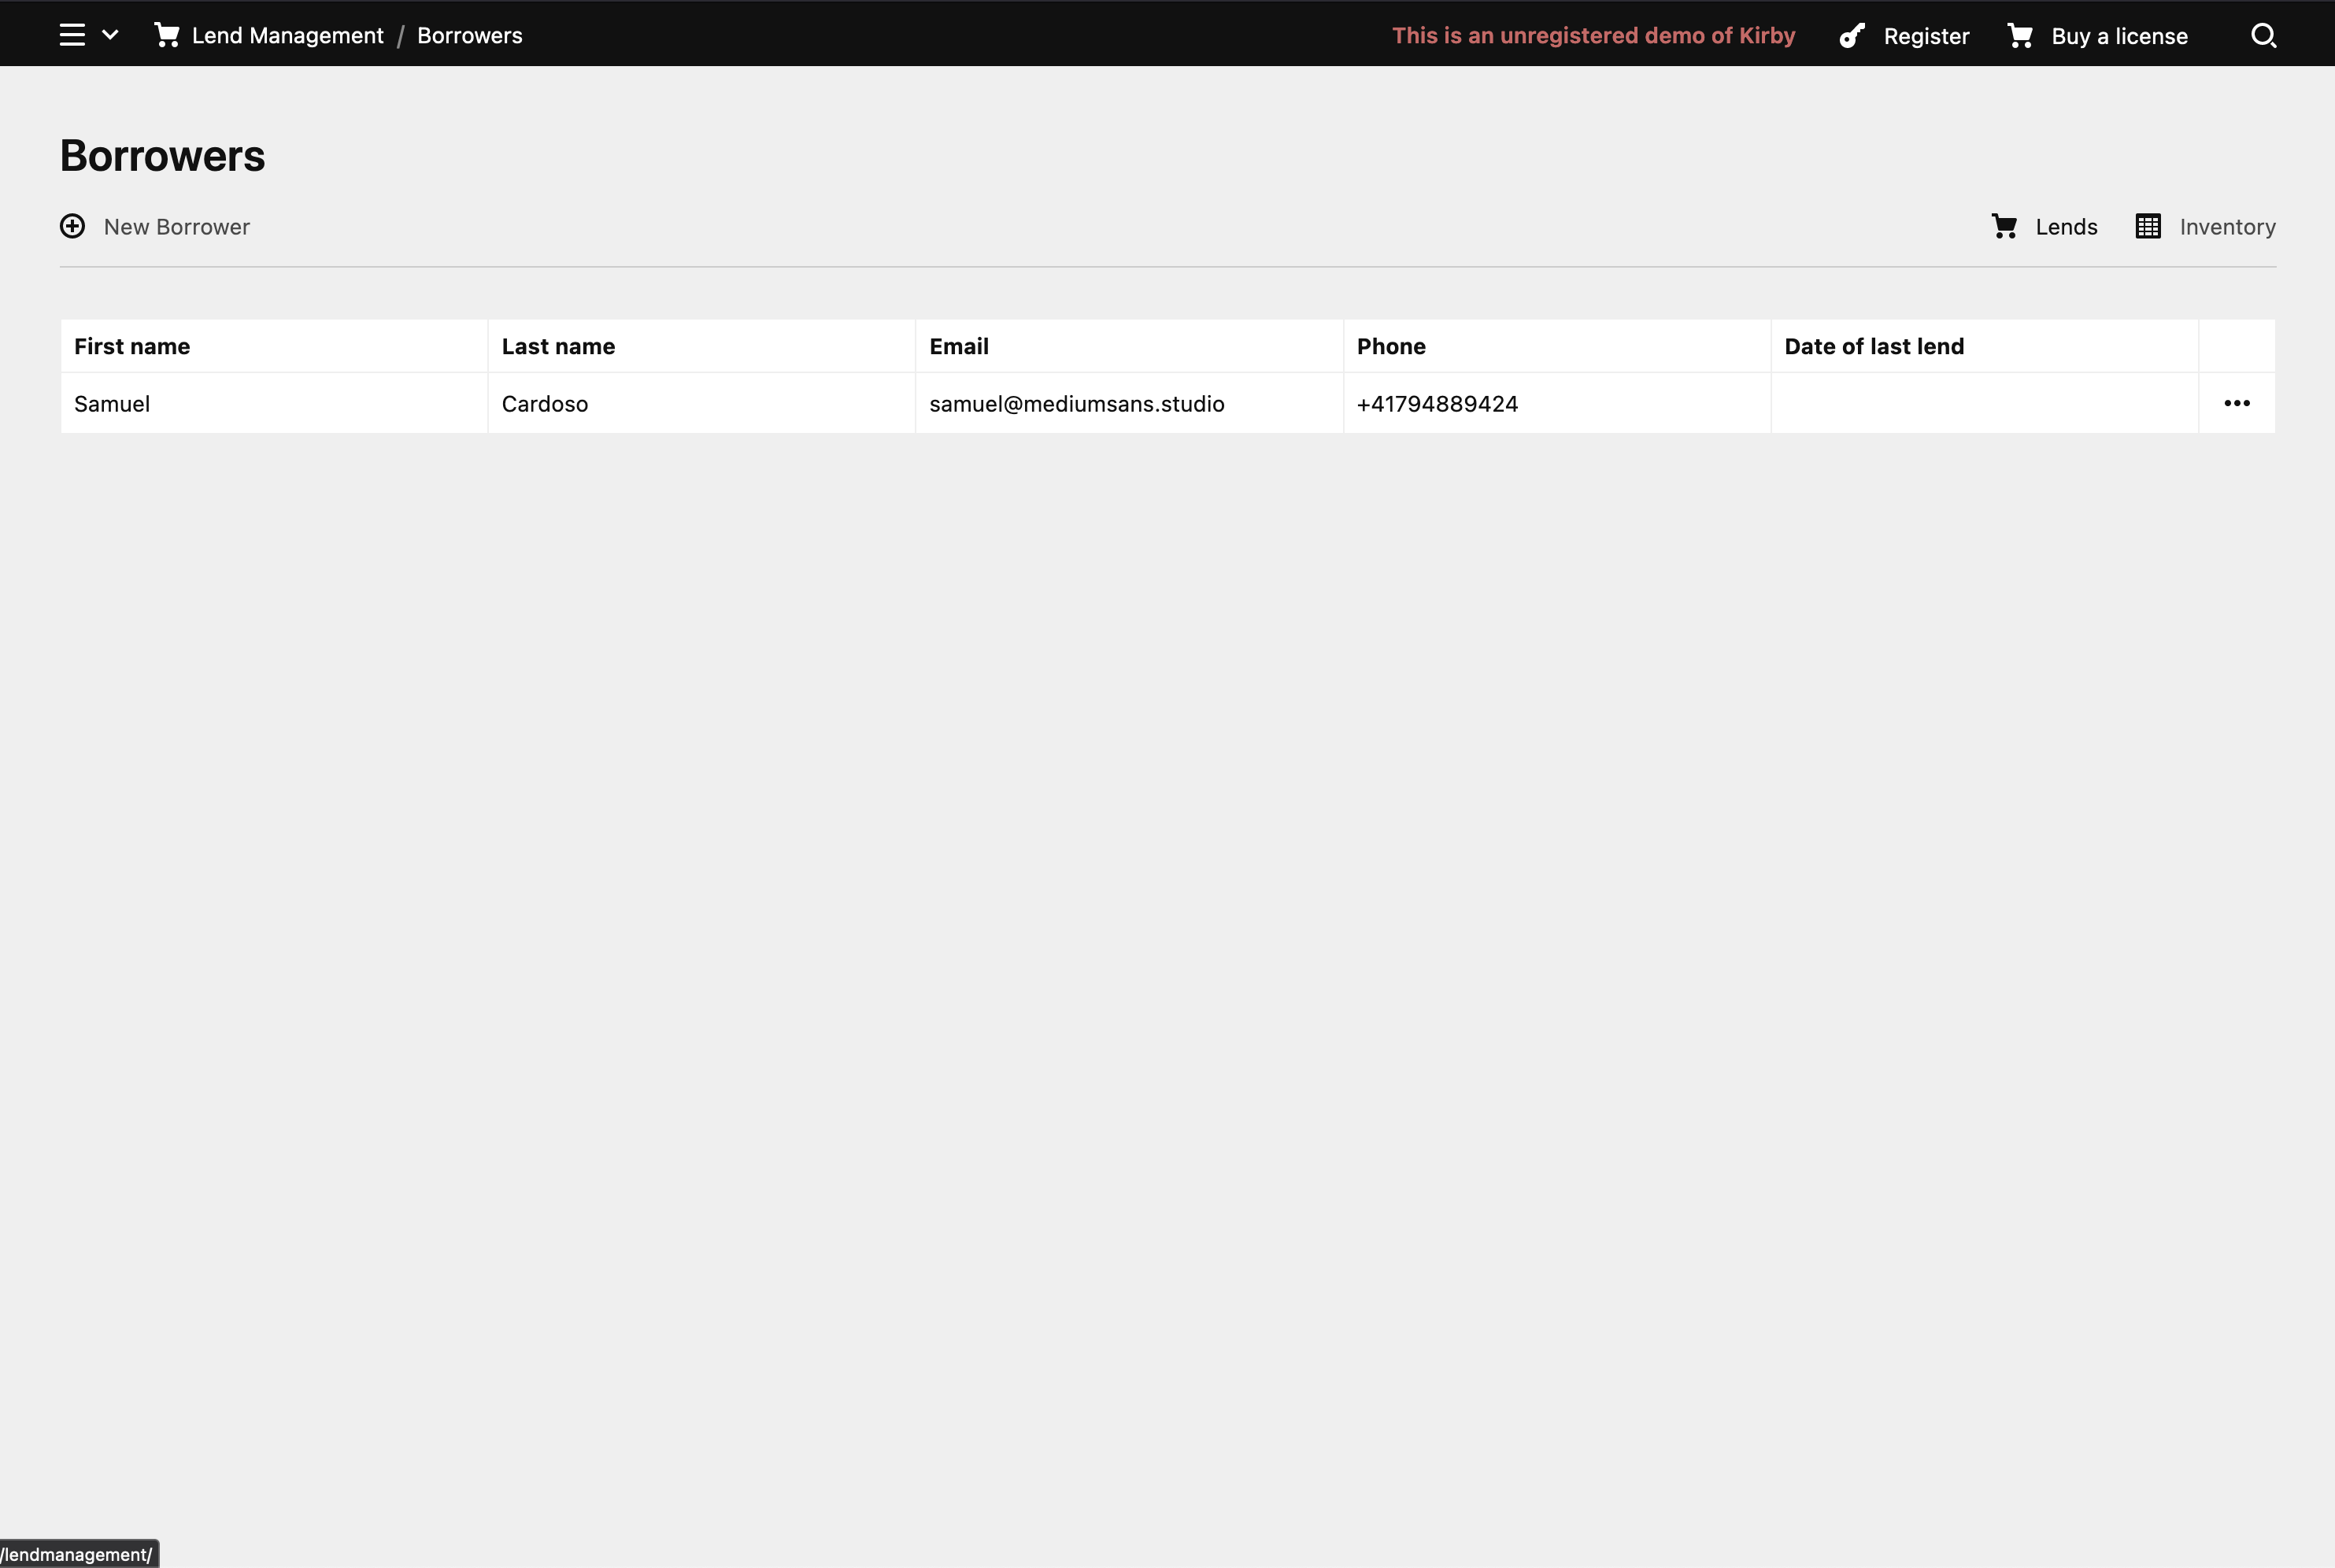 Lend Management / Borrowers This is an unregistered demo of Kirby Register Buy a license
Borrowers
New Borrower Lends Inventory
First name Last name Email Phone Date of last lend
Samuel Cardoso samuel@mediumsans.studio +41794889424
/lendmanagement/